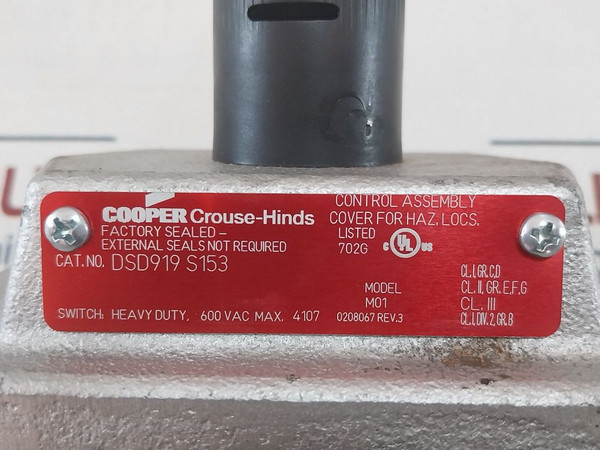 COOPER Crouse-Hinds
FACTORY SEALED –
EXTERNAL SEALS NOT REQUIRED
CAT. NO. DSD919 S153
SWITCH: HEAVY DUTY, 600 VAC MAX. 4107
CONTROL ASSEMBLY
COVER FOR HAZ. LOCS.
LISTED
702G
C UL US
MODEL
M01
0208067 REV.3
CL.I,GR.C,D
CL. II, GR. E,F,G
CL. III
CL.I,DIV. 2,GR.B